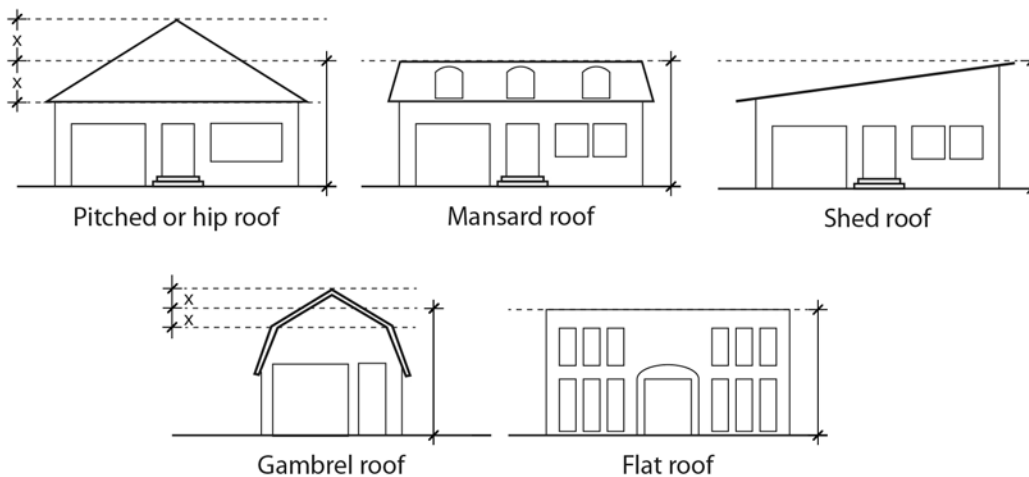 x
x
Pitched or hip roof
Mansard roof
Shed roof
x
x
Gambrel roof
Flat roof